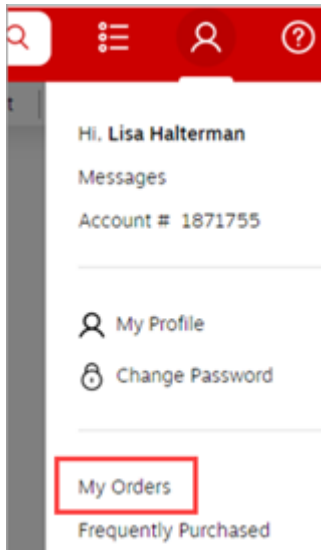 t
Hi, Lisa Halterman
Messages
Account # 1871755
My Profile
Change Password
My Orders
Frequently Purchased